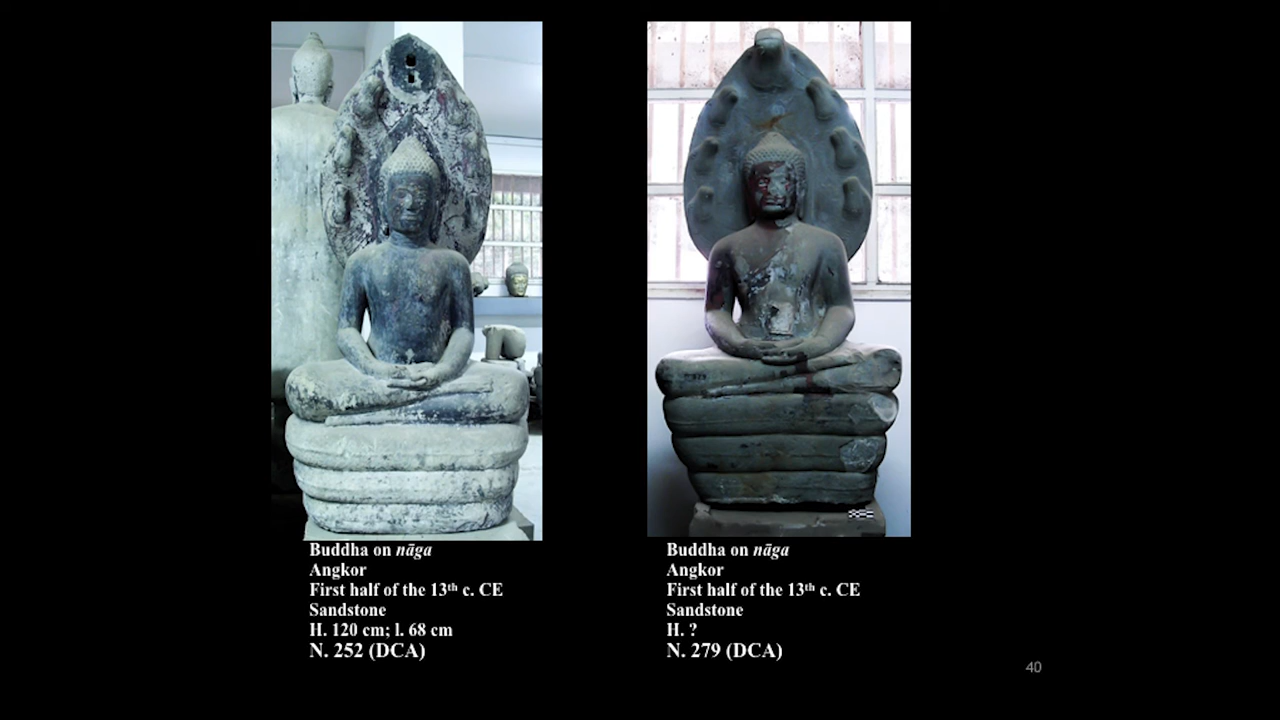 Buddha on nāga
Angkor
First half of the 13th c. CE
Sandstone
H. 120 cm; l. 68 cm
N. 252 (DCA)
Buddha on nāga
Angkor
First half of the 13th c. CE
Sandstone
H. ?
N. 279 (DCA)
40